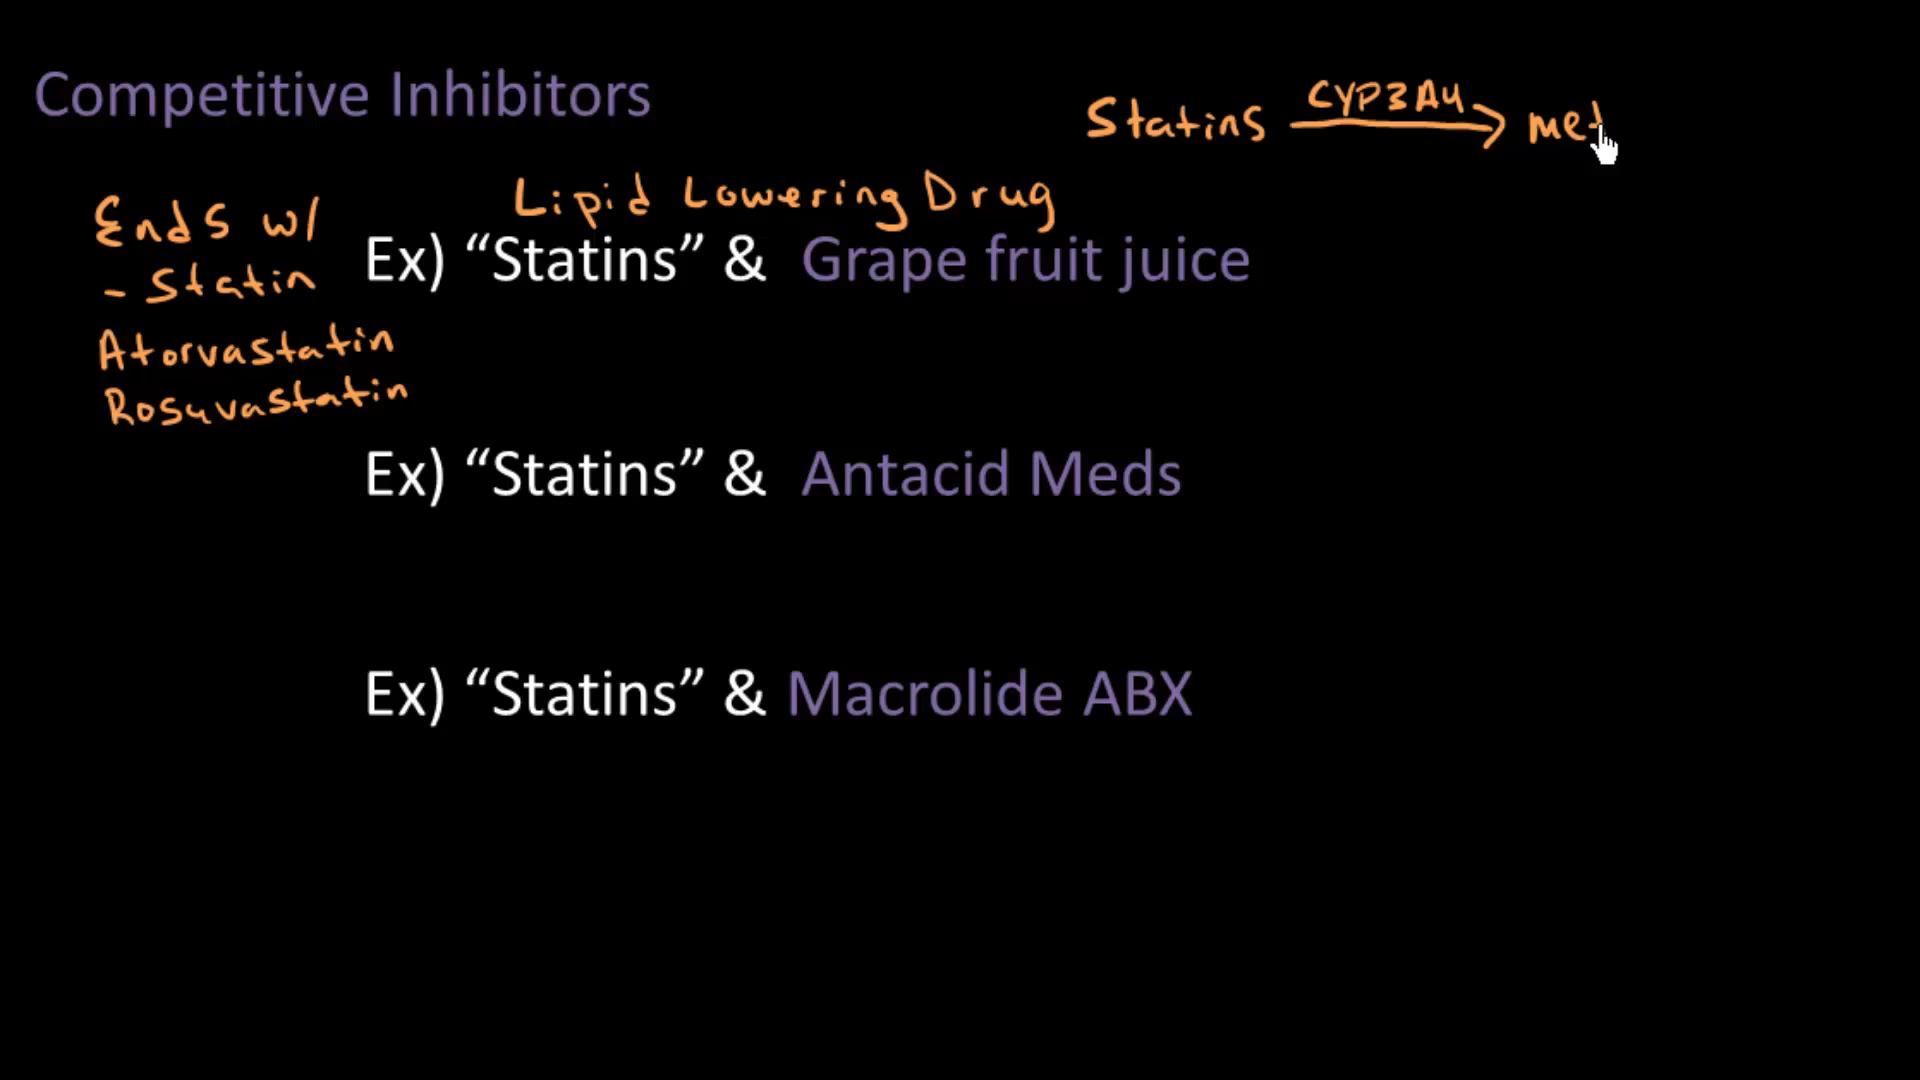 Competitive Inhibitors
Statins CYP3A4 met
Lipid Lowering Drug
Ends w/
- Statin
Atorvastatin
Rosuvastatin
Ex) “Statins” & Grape fruit juice
Ex) “Statins” & Antacid Meds
Ex) “Statins” & Macrolide ABX